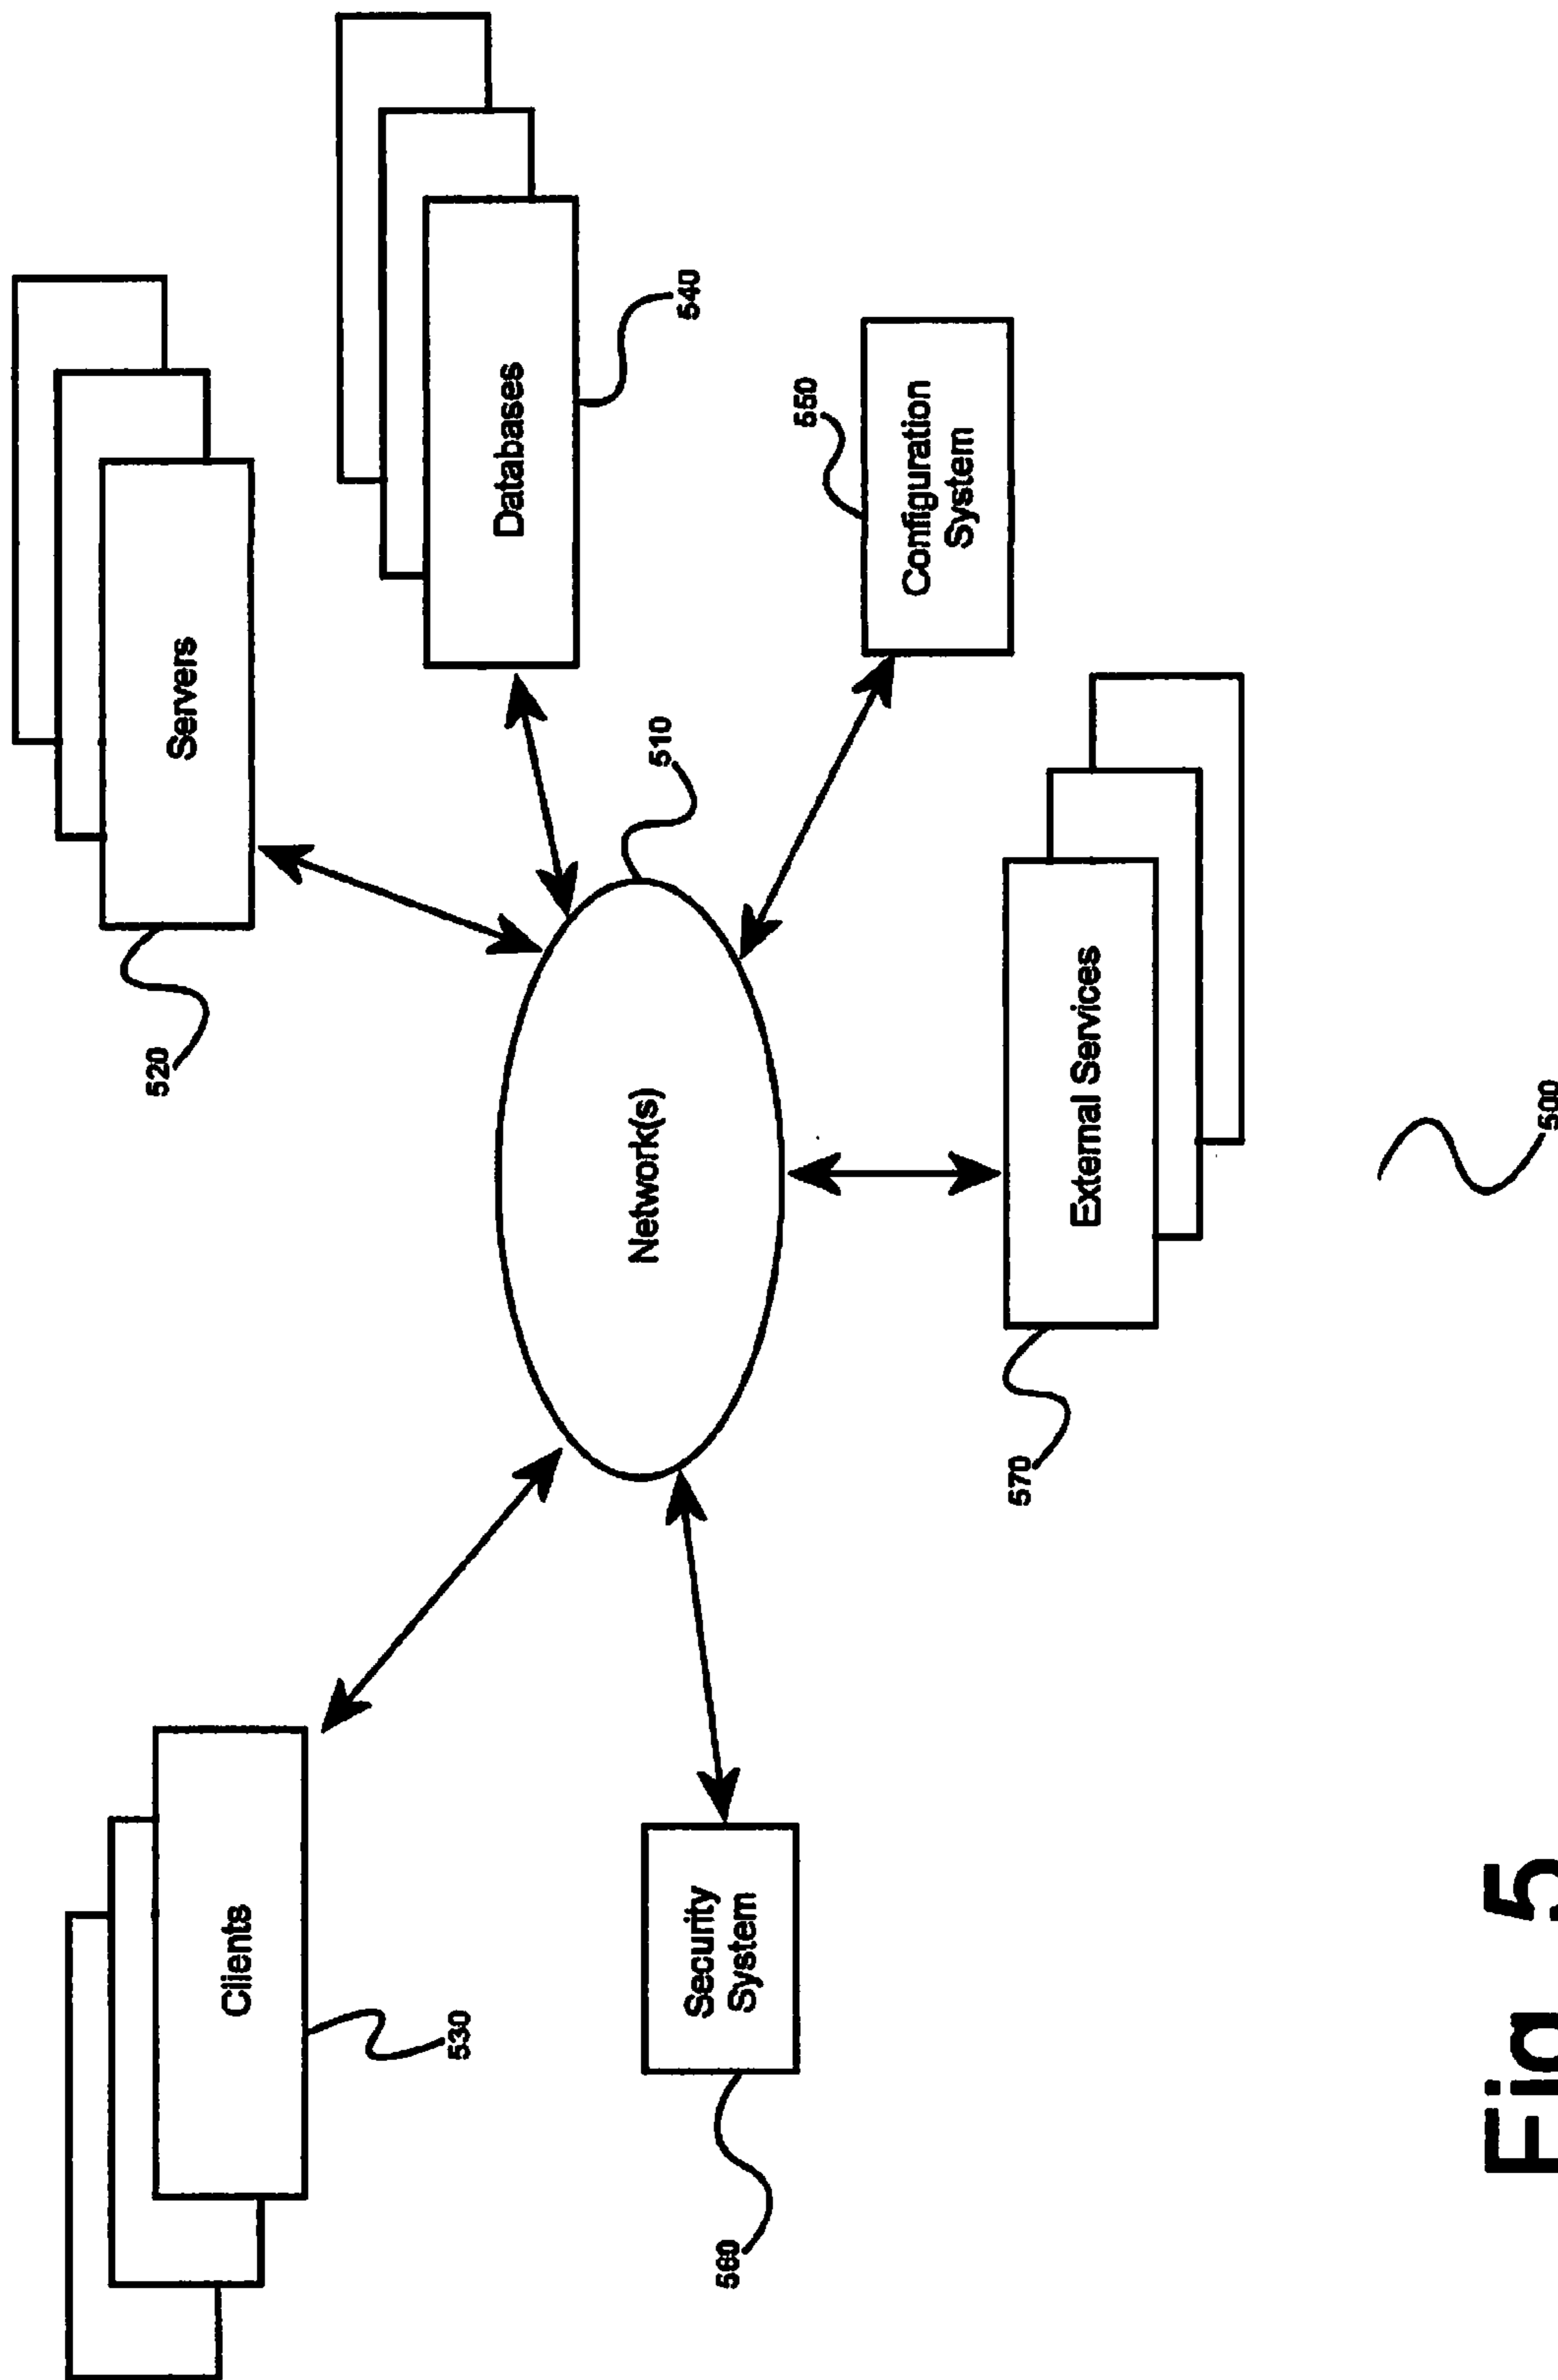 Clients
530
Servers
520
Databases
540
Network(s)
510
Security
System
560
Configuration
System
550
External Services
570
500
Fig. 5